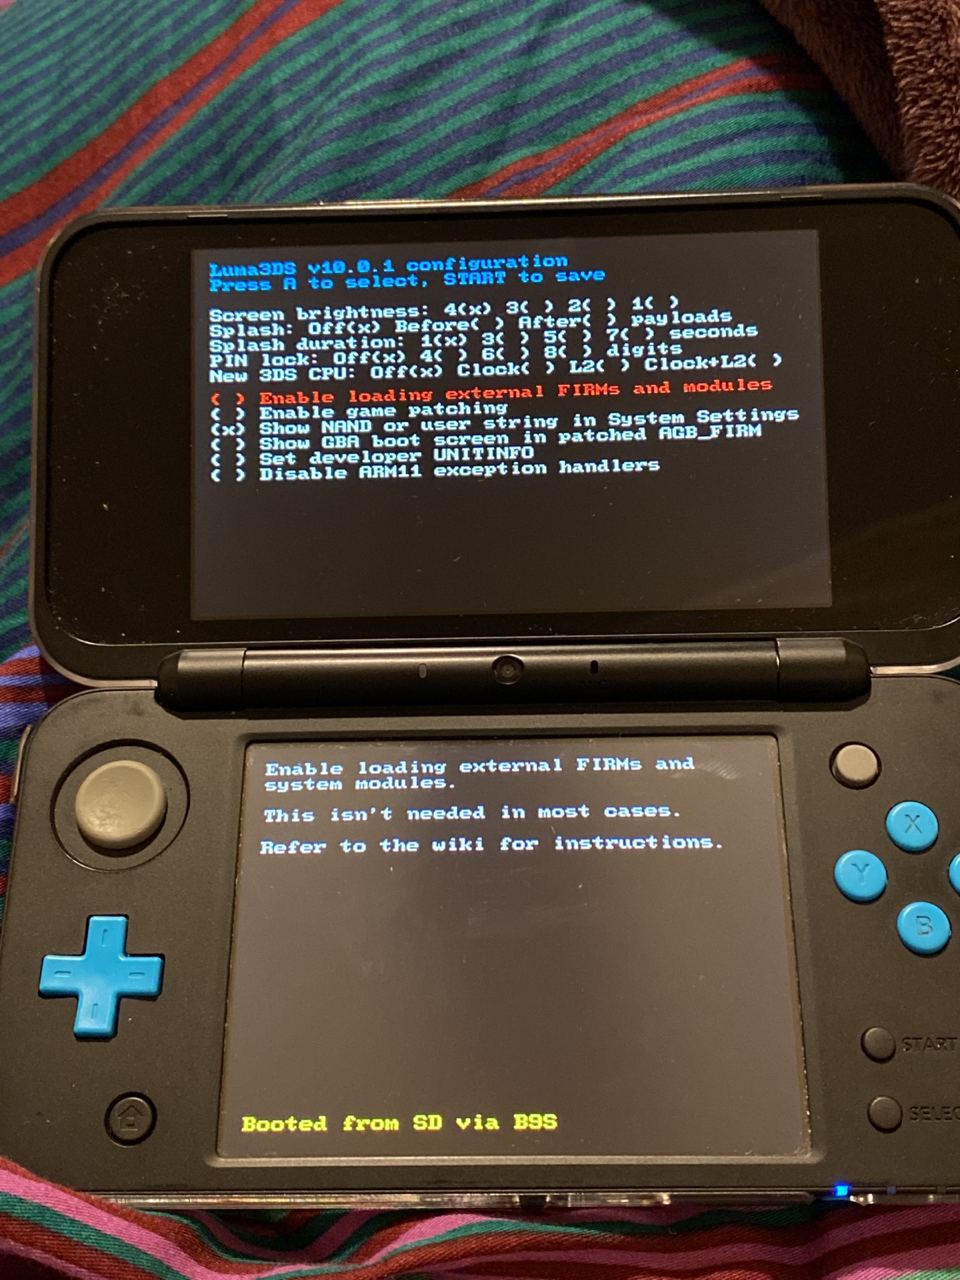 Luma3DS v10.0.1 configuration
Press A to select, START to save
Screen brightness: 4(x) 3( ) 2( ) 1( )
Splash: Off(x) Before( ) After( ) payloads
Splash duration: 1(x) 3( ) 5( ) 7( ) seconds
PIN lock: Off(x) 4( ) 6( ) 8( ) digits
New 3DS CPU: Off(x) Clock( ) L2( ) Clock+L2( )
( ) Enable loading external FIRMs and modules
( ) Enable game patching
(x) Show NAND or user string in System Settings
( ) Show GBA boot screen in patched AGB_FIRM
( ) Set developer UNITINFO
( ) Disable ARM11 exception handlers
Enable loading external FIRMs and
system modules.
This isn't needed in most cases.
Refer to the wiki for instructions.
Booted from SD via B9S
X
Y
B
START
SELEC